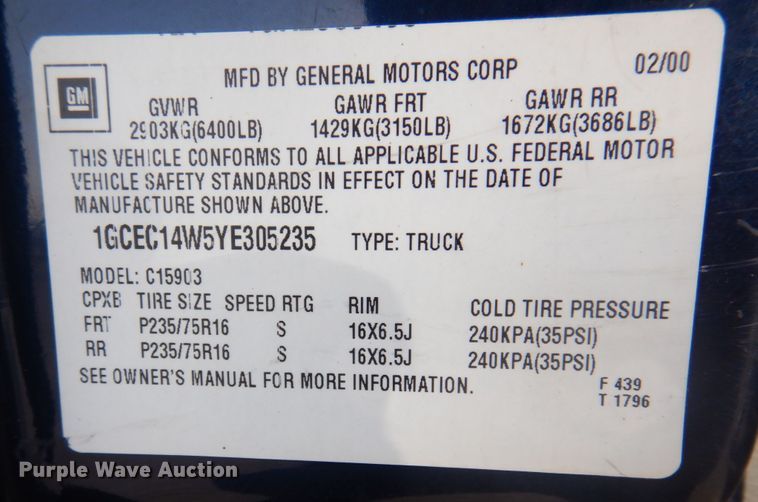 MFD BY GENERAL MOTORS CORP 02/00
GM
GVWR GAWR FRT GAWR RR
2903KG(6400LB) 1429KG(3150LB) 1672KG(3686LB)
THIS VEHICLE CONFORMS TO ALL APPLICABLE U.S. FEDERAL MOTOR
VEHICLE SAFETY STANDARDS IN EFFECT ON THE DATE OF
MANUFACTURE SHOWN ABOVE.
1GCEC14W5YE305235 TYPE: TRUCK
MODEL: C15903
CPXB TIRE SIZE SPEED RTG RIM COLD TIRE PRESSURE
FRT P235/75R16 S 16X6.5J 240KPA(35PSI)
RR P235/75R16 S 16X6.5J 240KPA(35PSI)
SEE OWNER'S MANUAL FOR MORE INFORMATION.
F 439
T 1796
Purple Wave Auction